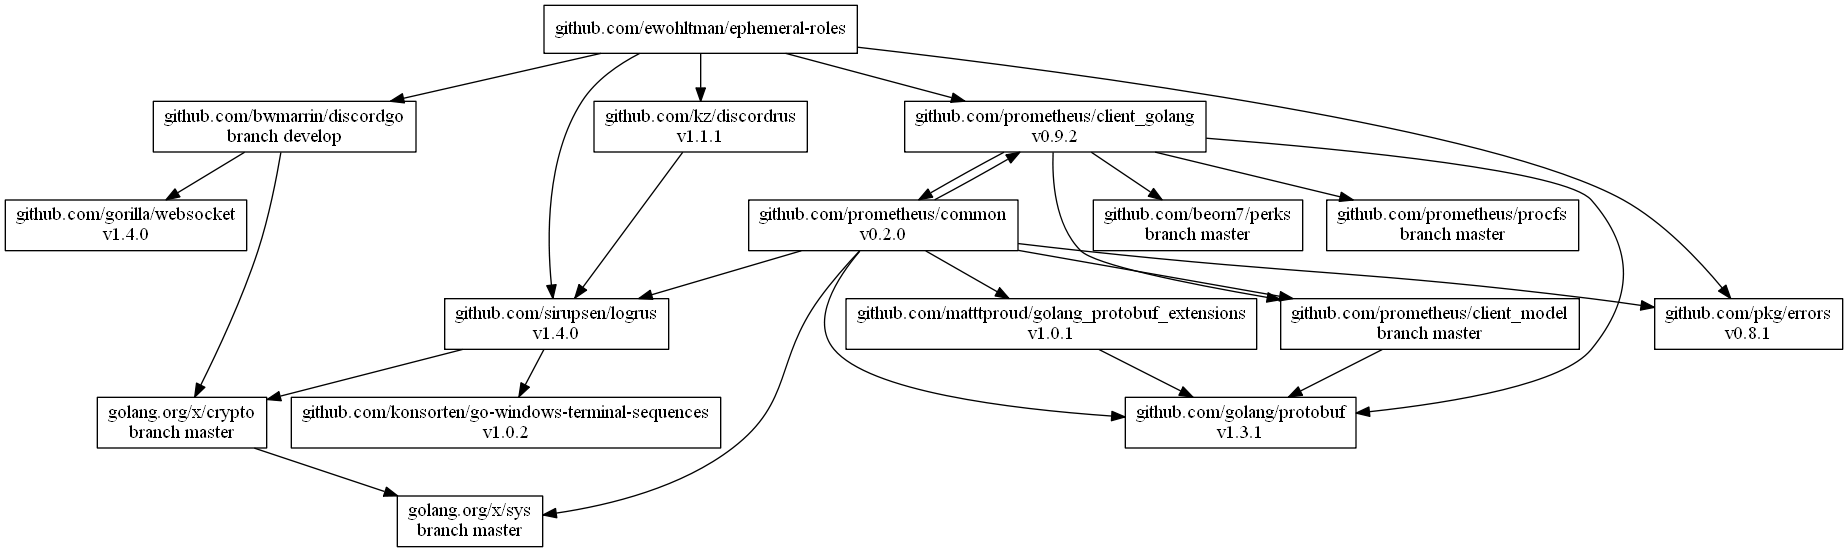 github.com/ewohltman/ephemeral-roles
github.com/bwmarrin/discordgo
branch develop
github.com/kz/discordrus
v1.1.1
github.com/prometheus/client_golang
v0.9.2
github.com/gorilla/websocket
v1.4.0
github.com/prometheus/common
v0.2.0
github.com/beorn7/perks
branch master
github.com/prometheus/procfs
branch master
github.com/sirupsen/logrus
v1.4.0
github.com/matttproud/golang_protobuf_extensions
v1.0.1
github.com/prometheus/client_model
branch master
github.com/pkg/errors
v0.8.1
golang.org/x/crypto
branch master
github.com/konsorten/go-windows-terminal-sequences
v1.0.2
github.com/golang/protobuf
v1.3.1
golang.org/x/sys
branch master